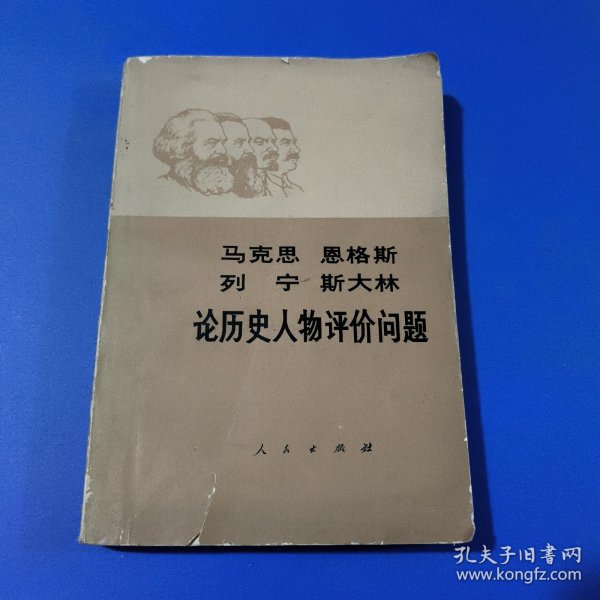 马克思 恩格斯
列 宁 斯大林
论历史人物评价问题
人民出版社
孔夫子旧書网
www.kongfz.com